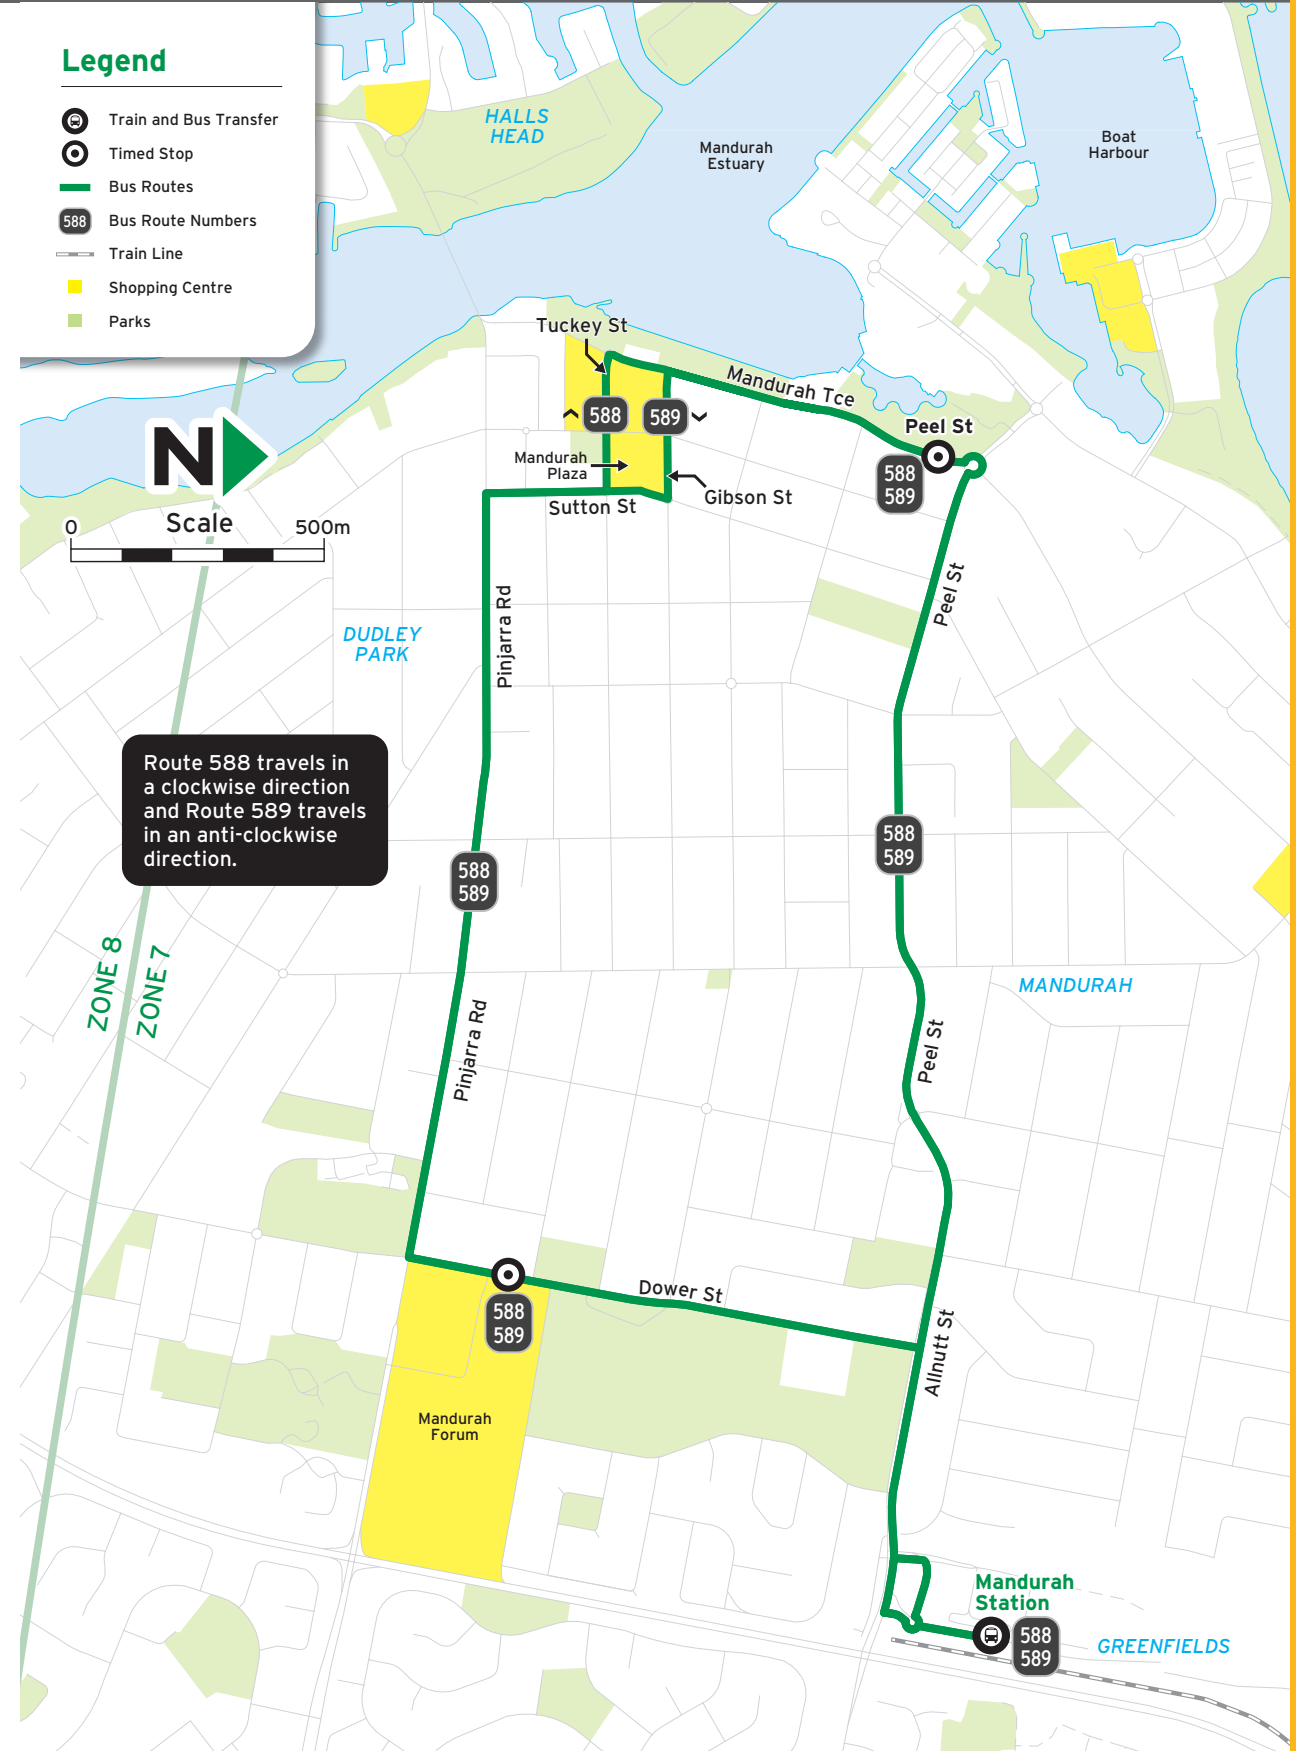 Legend
Train and Bus Transfer
Timed Stop
Bus Routes
588
Bus Route Numbers
Train Line
Shopping Centre
Parks
HALLS
HEAD
Mandurah
Estuary
Boat
Harbour
Tuckey St
Mandurah Tce
588
589
Peel St
588
589
Mandurah
Plaza
Gibson St
Sutton St
N
Scale
0
500m
DUDLEY
PARK
Pinjarra Rd
Peel St
Route 588 travels in
a clockwise direction
and Route 589 travels
in an anti-clockwise
direction.
588
589
588
589
ZONE 8
ZONE 7
MANDURAH
Pinjarra Rd
Peel St
Dower St
588
589
Allnutt St
Mandurah
Forum
Mandurah
Station
588
589
GREENFIELDS